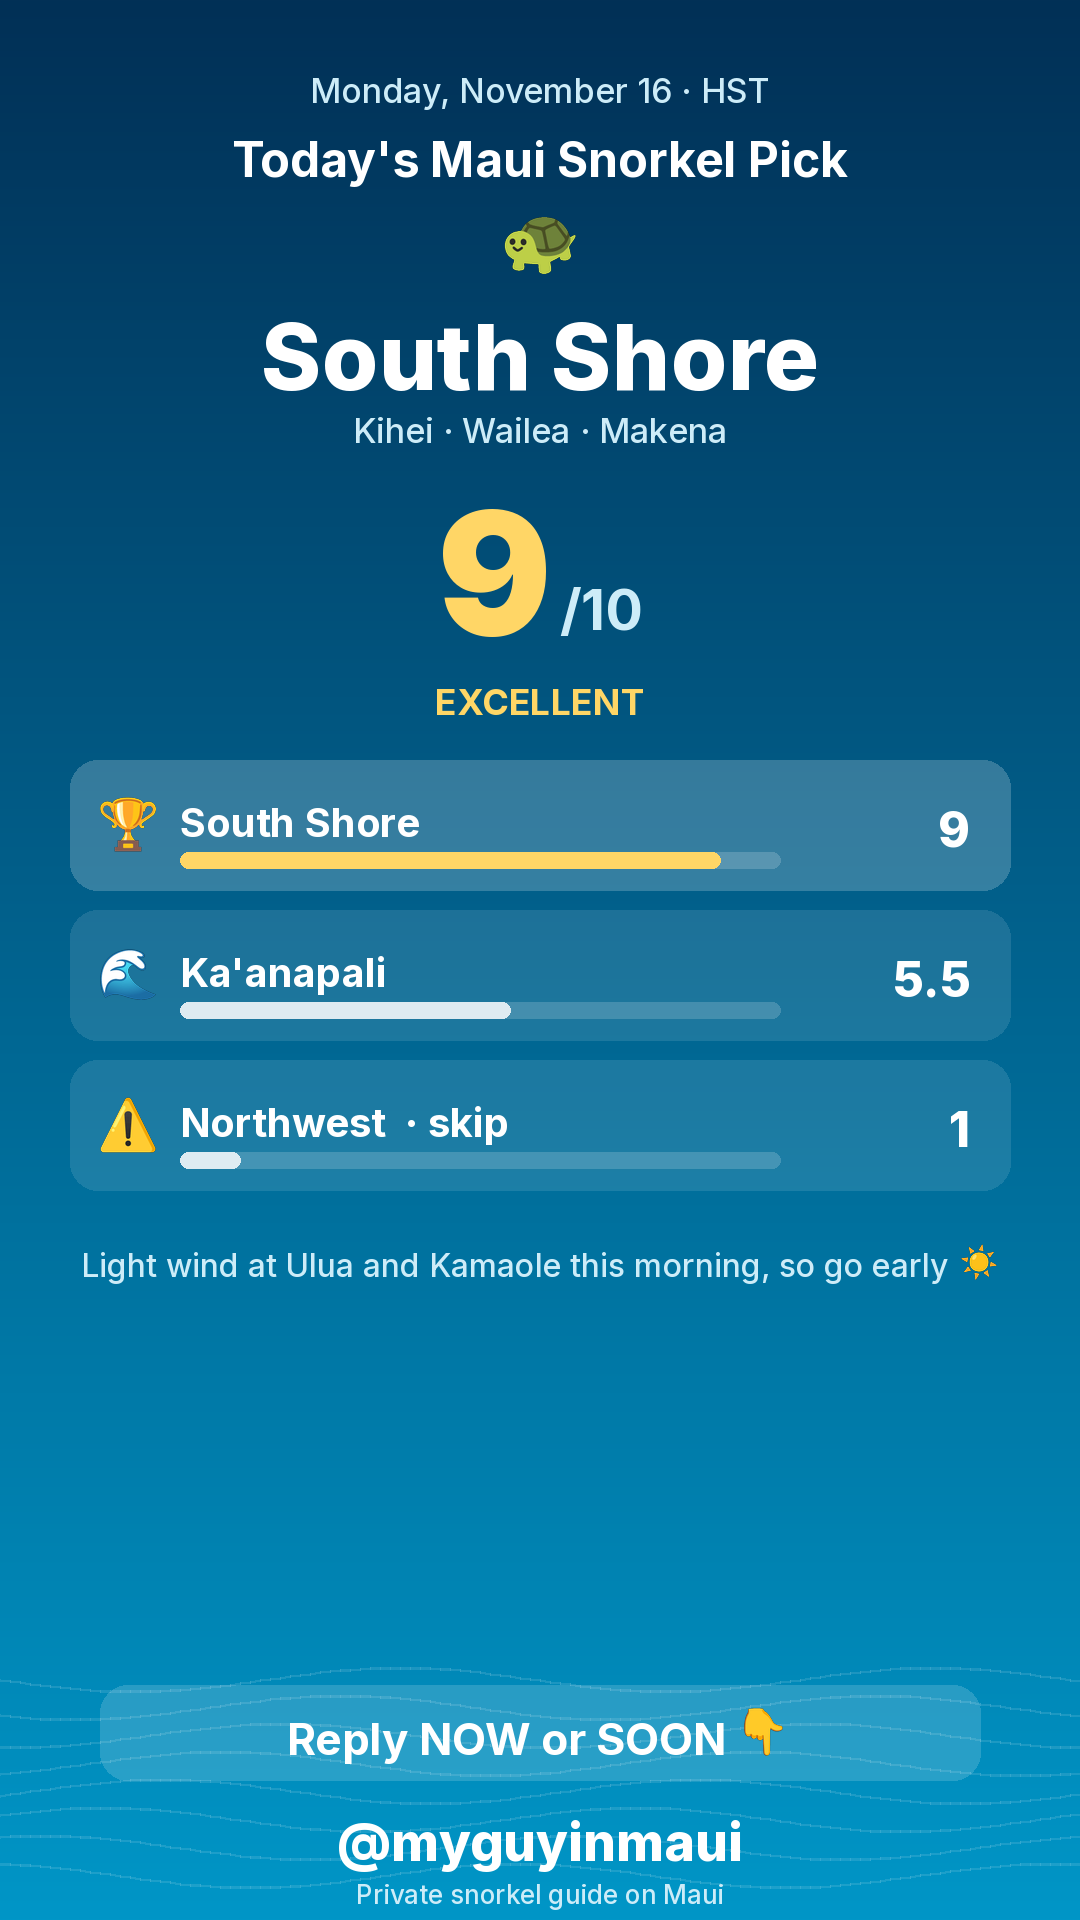 Monday, November 16 · HST
Today's Maui Snorkel Pick
South Shore
Kihei · Wailea · Makena
9/10
EXCELLENT
South Shore 9
Ka'anapali 5.5
Northwest · skip 1
Light wind at Ulua and Kamaole this morning, so go early ☀️
Reply NOW or SOON 👇
@myguyinmaui
Private snorkel guide on Maui